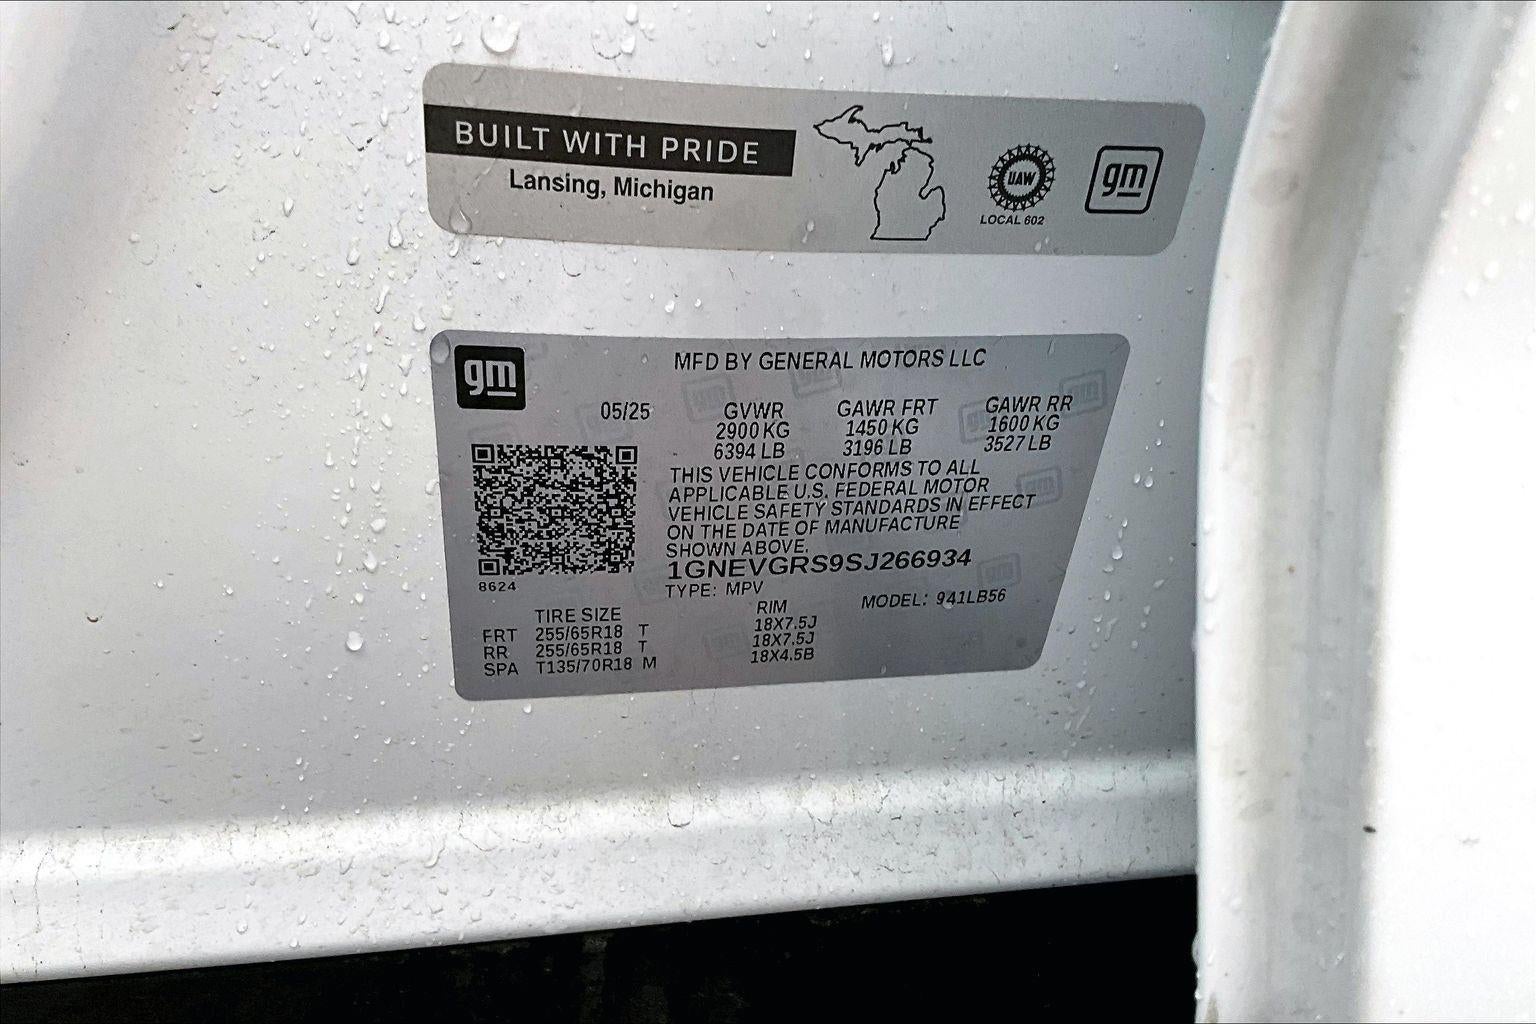 BUILT WITH PRIDE
Lansing, Michigan
UAW
LOCAL 602
gm
gm
MFD BY GENERAL MOTORS LLC
05/25 GVWR GAWR FRT GAWR RR
2900 KG 1450 KG 1600 KG
6394 LB 3196 LB 3527 LB
THIS VEHICLE CONFORMS TO ALL
APPLICABLE U.S. FEDERAL MOTOR
VEHICLE SAFETY STANDARDS IN EFFECT
ON THE DATE OF MANUFACTURE
SHOWN ABOVE.
1GNEVGRS9SJ266934
8624
TYPE: MPV MODEL: 941LB56
TIRE SIZE RIM
FRT 255/65R18 T 18X7.5J
RR 255/65R18 T 18X7.5J
SPA T135/70R18 M 18X4.5B